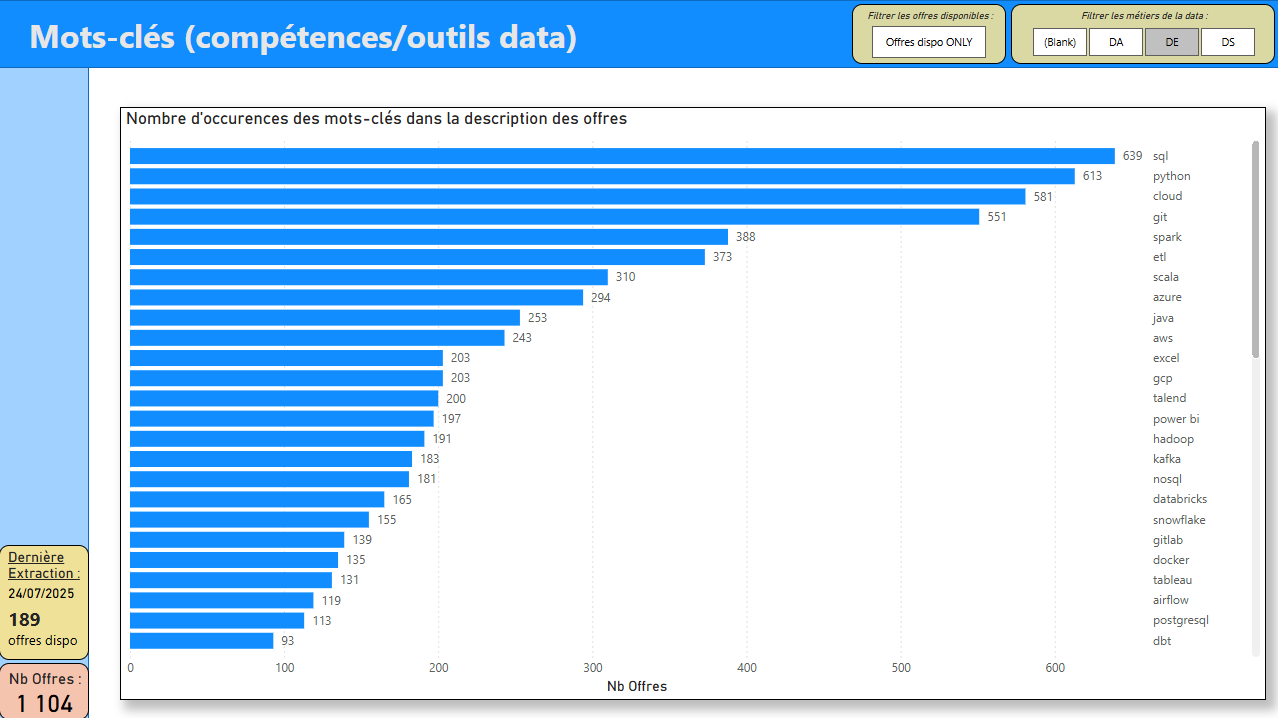 Mots-clés (compétences/outils data)
Filtrer les offres disponibles :
Offres dispo ONLY
Filtrer les métiers de la data :
(Blank) DA DE DS
Nombre d'occurences des mots-clés dans la description des offres
639 sql
613 python
581 cloud
551 git
388 spark
373 etl
310 scala
294 azure
253 java
243 aws
203 excel
203 gcp
200 talend
197 power bi
191 hadoop
183 kafka
181 nosql
165 databricks
155 snowflake
139 gitlab
135 docker
131 tableau
119 airflow
113 postgresql
93 dbt
0 100 200 300 400 500 600
Nb Offres
Dernière
Extraction :
24/07/2025
189
offres dispo
Nb Offres :
1 104